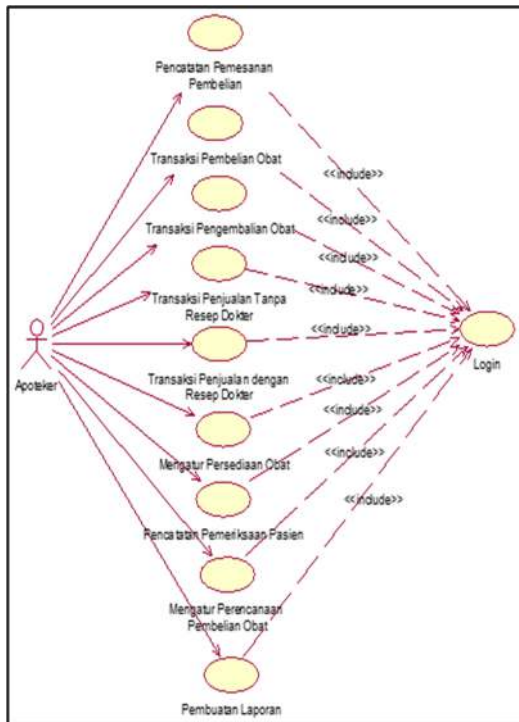 Pencatatan Pemesanan
Pembelian
Transaksi Pembelian Obat
<<include>>
<<include>>
Transaksi Pengembalian Obat
<<include>>
<<include>>
Transaksi Penjualan Tanpa
Resep Dokter
<<include>>
Apoteker
Login
Transaksi Penjualan dengan
Resep Dokter
<<include>>
<<include>>
Mengatur Persediaan Obat
<<include>>
<<include>>
Pencatatan Pemeriksaan Pasien
Mengatur Perencanaan
Pembelian Obat
Pembuatan Laporan